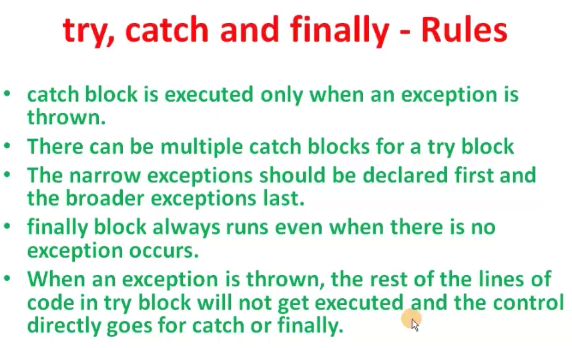 try, catch and finally - Rules
• catch block is executed only when an exception is
thrown.
• There can be multiple catch blocks for a try block
• The narrow exceptions should be declared first and
the broader exceptions last.
• finally block always runs even when there is no
exception occurs.
• When an exception is thrown, the rest of the lines of
code in try block will not get executed and the control
directly goes for catch or finally.